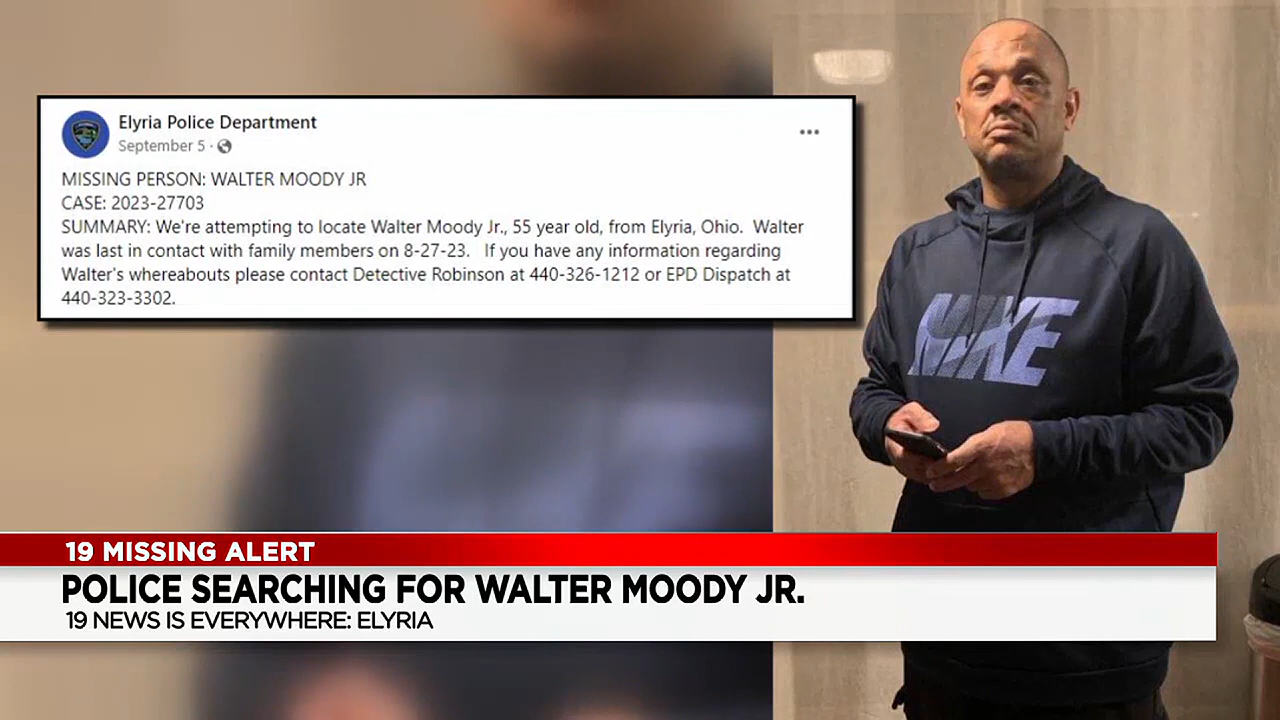 Elyria Police Department
September 5 ·
MISSING PERSON: WALTER MOODY JR
CASE: 2023-27703
SUMMARY: We're attempting to locate Walter Moody Jr., 55 year old, from Elyria, Ohio. Walter
was last in contact with family members on 8-27-23. If you have any information regarding
Walter's whereabouts please contact Detective Robinson at 440-326-1212 or EPD Dispatch at
440-323-3302.
NIKE
19 MISSING ALERT
POLICE SEARCHING FOR WALTER MOODY JR.
19 NEWS IS EVERYWHERE: ELYRIA